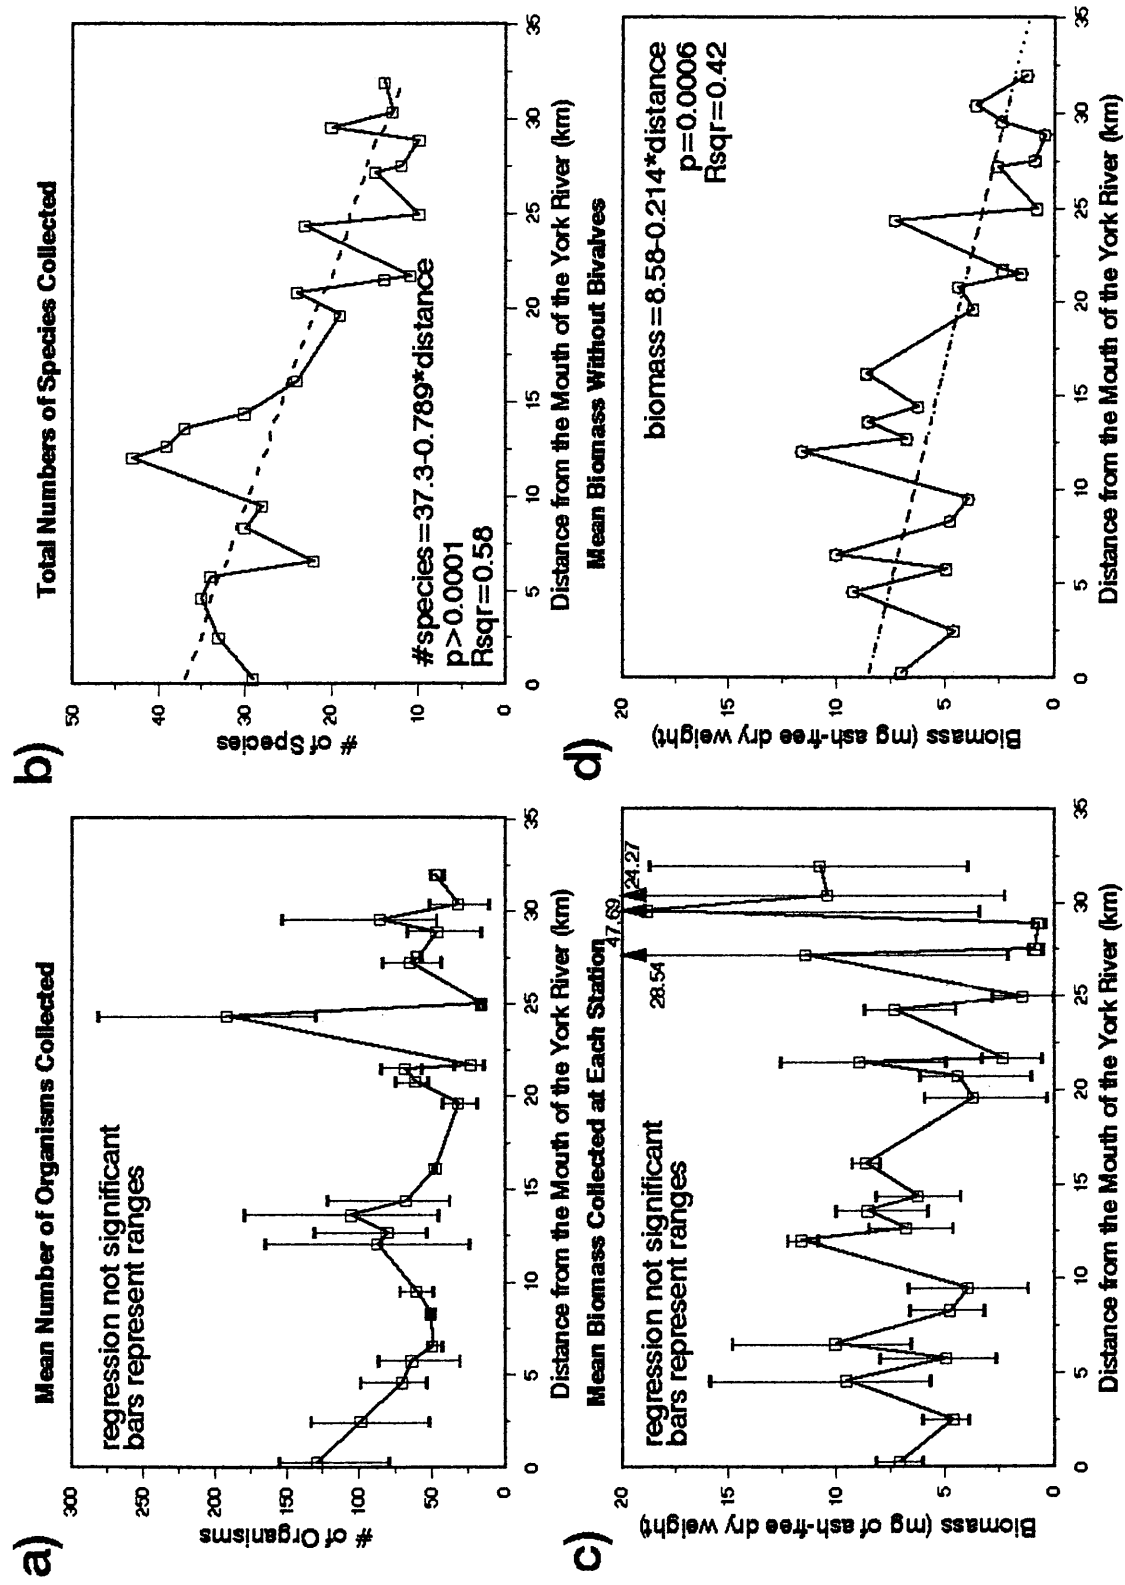 a)
Mean Number of Organisms Collected
regression not significant
bars represent ranges
# of Organisms
300
250
200
150
100
50
0
0 5 10 15 20 25 30 35
Distance from the Mouth of the York River (km)
b)
Total Numbers of Species Collected
# of Species
50
40
30
20
10
0
#species=37.3-0.789*distance
p>0.0001
Rsqr=0.58
0 5 10 15 20 25 30 35
Distance from the Mouth of the York River (km)
c)
Mean Biomass Collected at Each Station
regression not significant
bars represent ranges
28.54
47.69
24.27
Biomass (mg of ash-free dry weight)
20
15
10
5
0
0 5 10 15 20 25 30 35
Distance from the Mouth of the York River (km)
d)
Mean Biomass Without Bivalves
biomass=8.58-0.214*distance
p=0.0006
Rsqr=0.42
Biomass (mg ash-free dry weight)
20
15
10
5
0
0 5 10 15 20 25 30 35
Distance from the Mouth of the York River (km)